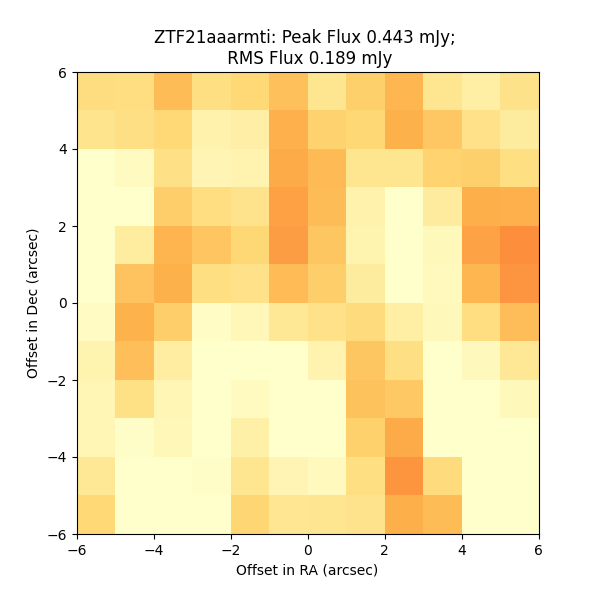 ZTF21aaarmti: Peak Flux 0.443 mJy;
RMS Flux 0.189 mJy
6
4
2
0
−2
−4
−6
Offset in Dec (arcsec)
−6 −4 −2 0 2 4 6
Offset in RA (arcsec)